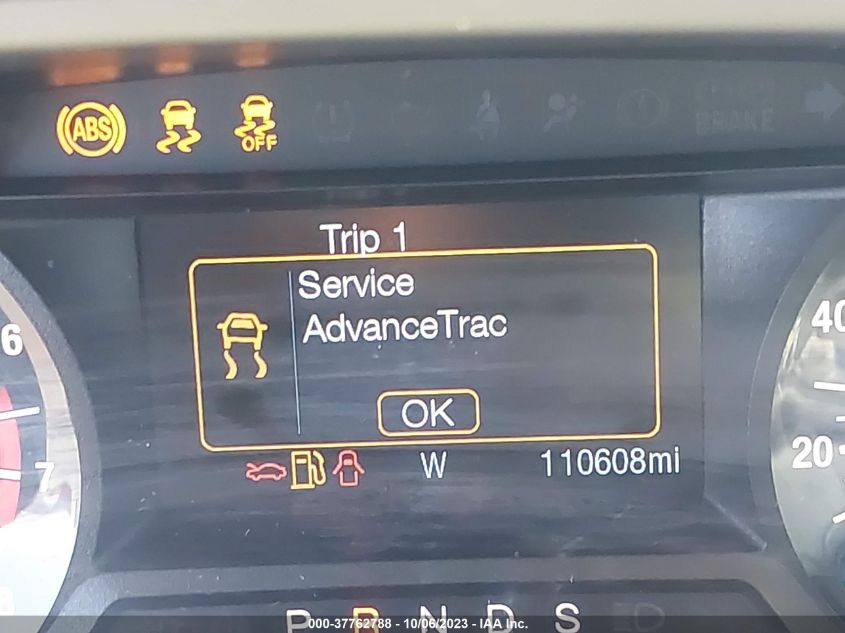 ABS
OFF
BRAKE
Trip 1
Service
AdvanceTrac
OK
W 110608mi
6
7
8
40
20
P R N D S
000-37762788 - 10/06/2023 - IAA Inc.